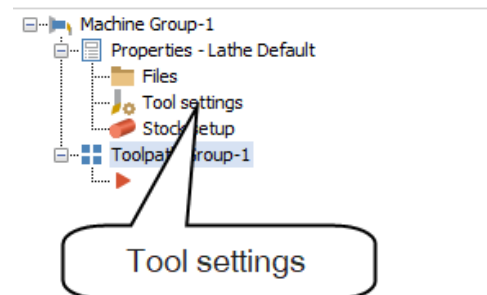 Machine Group-1
Properties - Lathe Default
Files
Tool settings
Stock setup
Toolpath Group-1
Tool settings